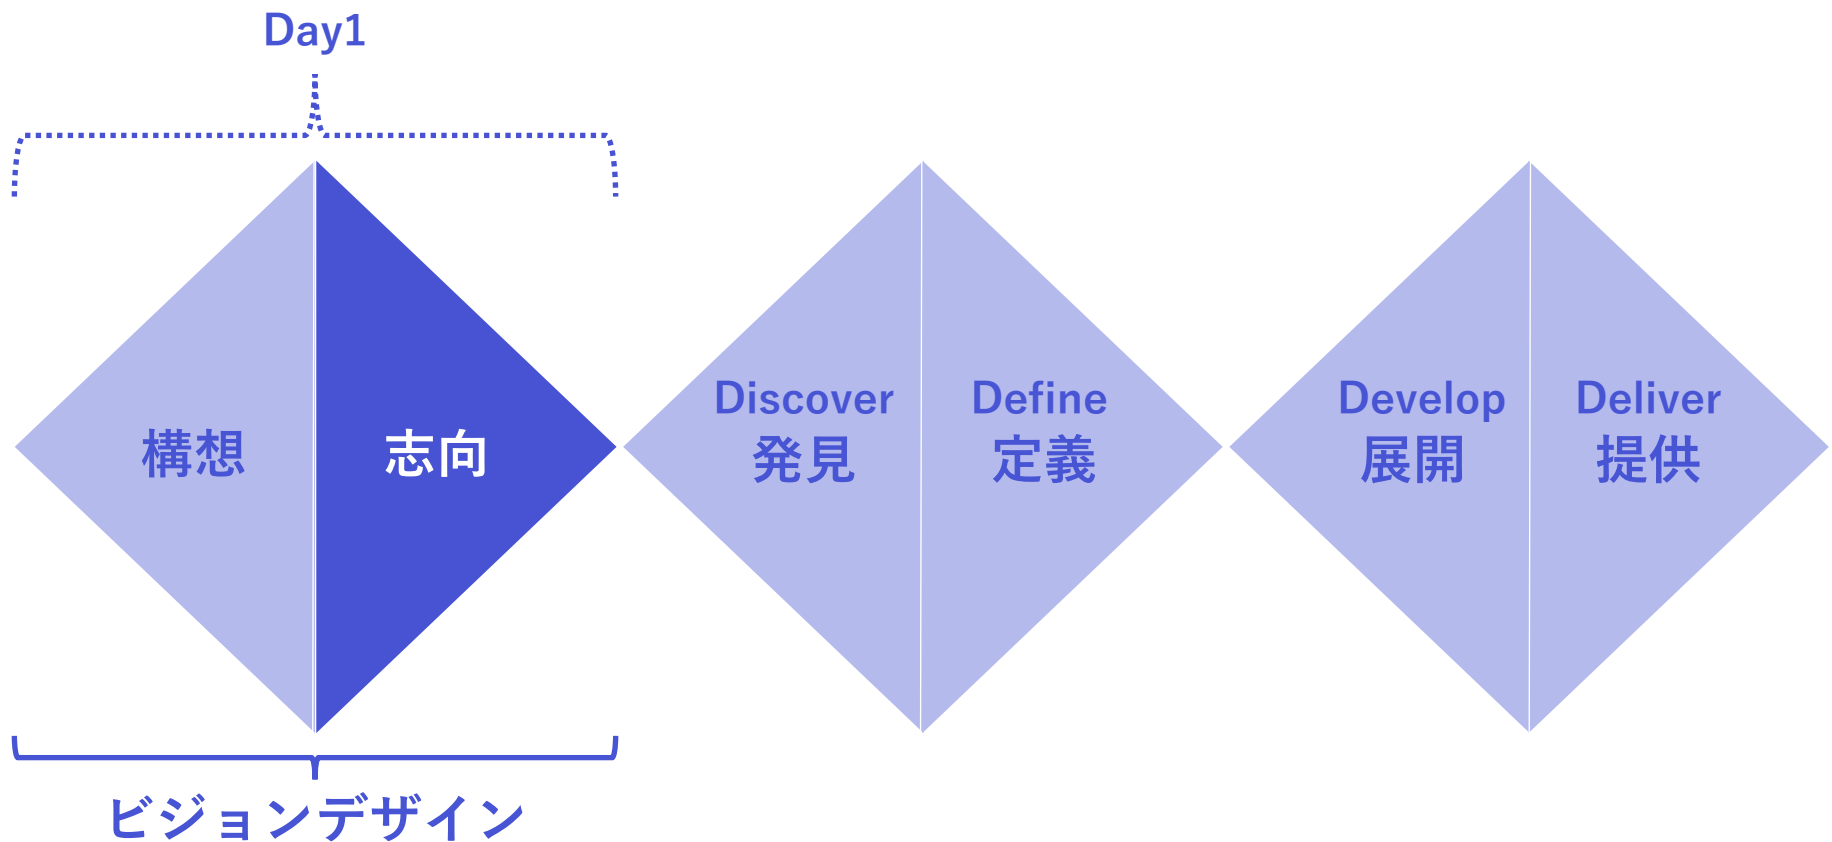 Day1
構想
志向
Discover
発見
Define
定義
Develop
展開
Deliver
提供
ビジョンデザイン